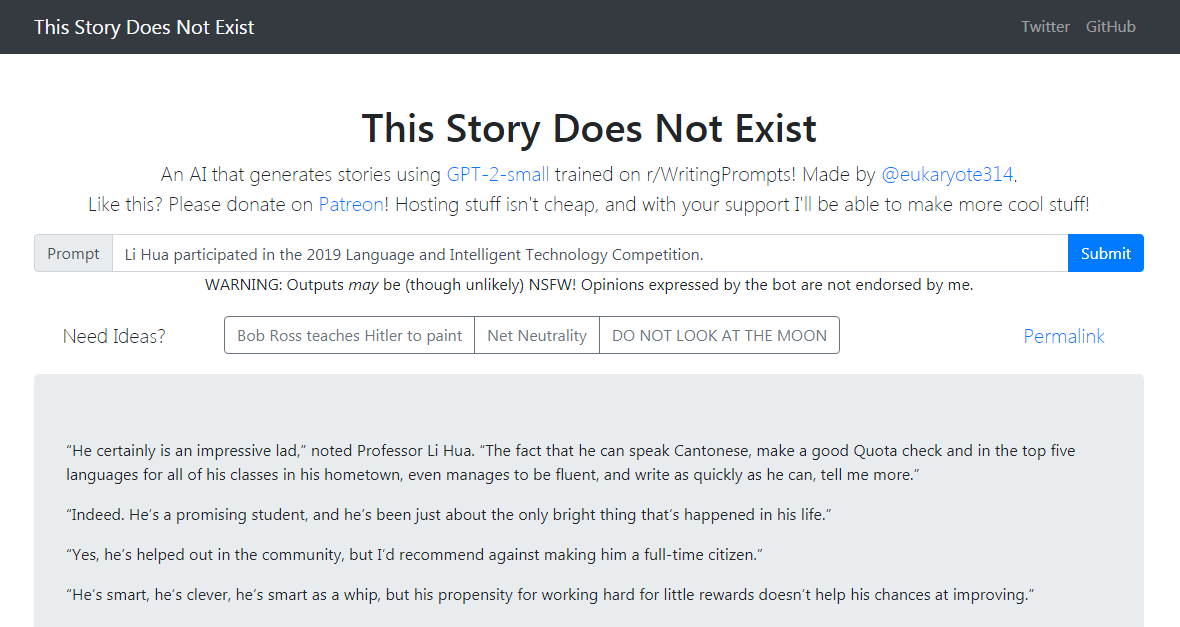 This Story Does Not Exist
Twitter
GitHub
This Story Does Not Exist
An AI that generates stories using GPT-2-small trained on r/WritingPrompts! Made by @eukaryote314.
Like this? Please donate on Patreon! Hosting stuff isn't cheap, and with your support I'll be able to make more cool stuff!
Prompt
Li Hua participated in the 2019 Language and Intelligent Technology Competition.
Submit
WARNING: Outputs may be (though unlikely) NSFW! Opinions expressed by the bot are not endorsed by me.
Need Ideas?
Bob Ross teaches Hitler to paint
Net Neutrality
DO NOT LOOK AT THE MOON
Permalink
“He certainly is an impressive lad,” noted Professor Li Hua. “The fact that he can speak Cantonese, make a good Quota check and in the top five
languages for all of his classes in his hometown, even manages to be fluent, and write as quickly as he can, tell me more.”
“Indeed. He’s a promising student, and he’s been just about the only bright thing that’s happened in his life.”
“Yes, he’s helped out in the community, but I’d recommend against making him a full-time citizen.”
“He’s smart, he’s clever, he’s smart as a whip, but his propensity for working hard for little rewards doesn’t help his chances at improving.”